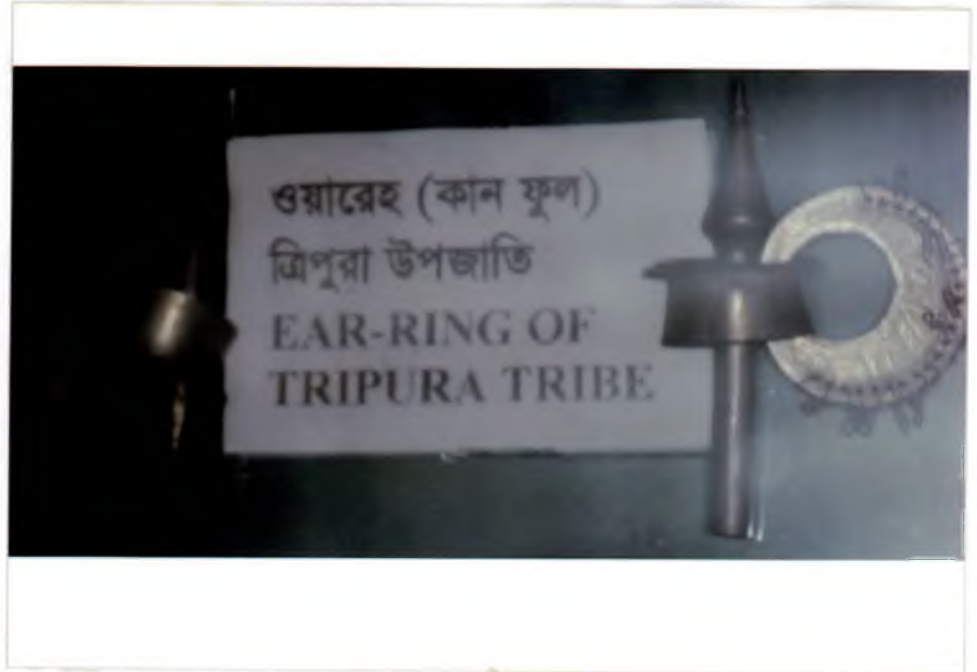 ওয়ারেহ (কান ফুল)
ত্রিপুরা উপজাতি
EAR-RING OF
TRIPURA TRIBE